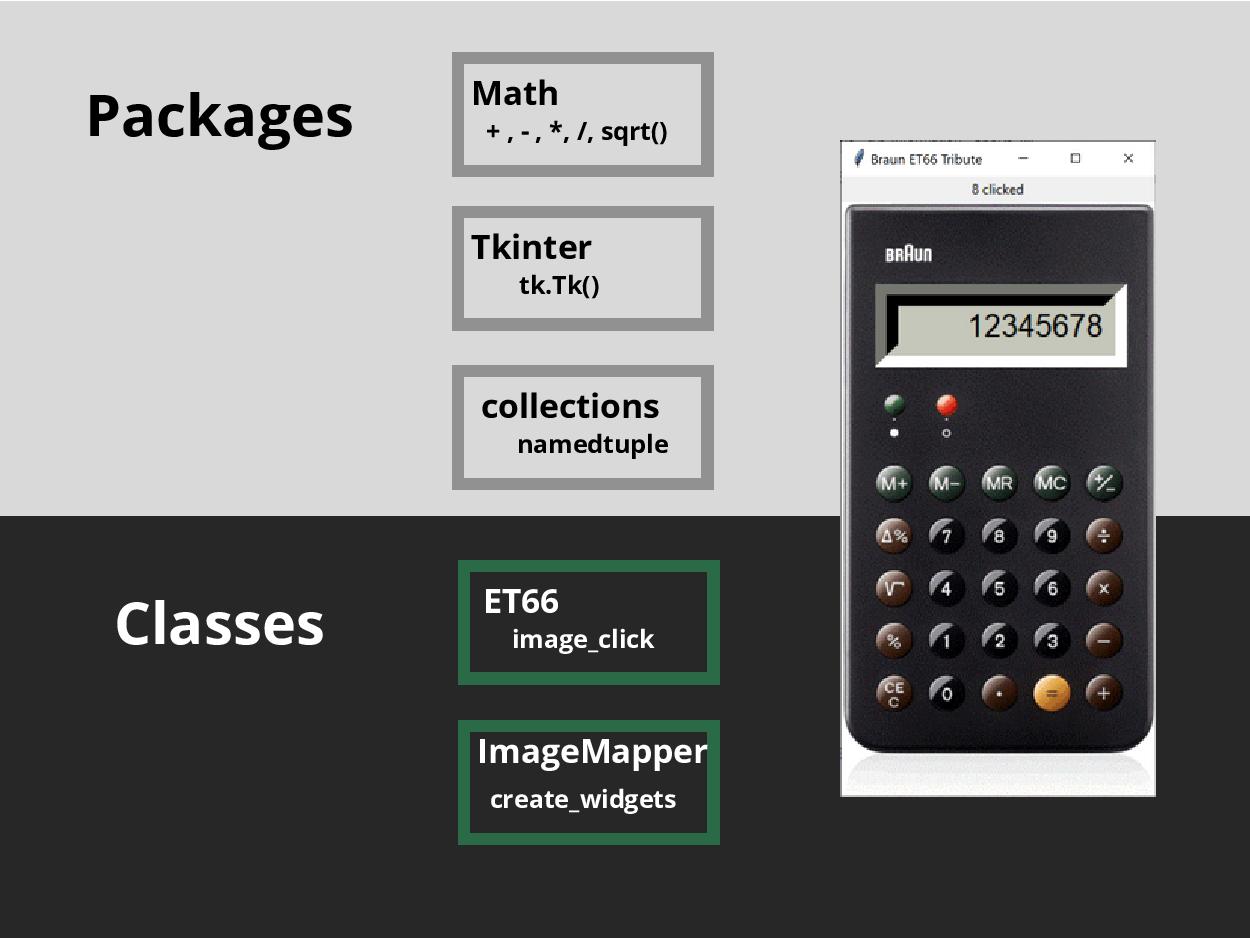 Packages
Math
+ , - , *, /, sqrt()
Tkinter
tk.Tk()
collections
namedtuple
Classes
ET66
image_click
ImageMapper
create_widgets
Braun ET66 Tribute
8 clicked
BRAUN
12345678
M+ M− MR MC +/−
Δ% 7 8 9 ÷
√ 4 5 6 ×
% 1 2 3 −
CE
C 0 · = +